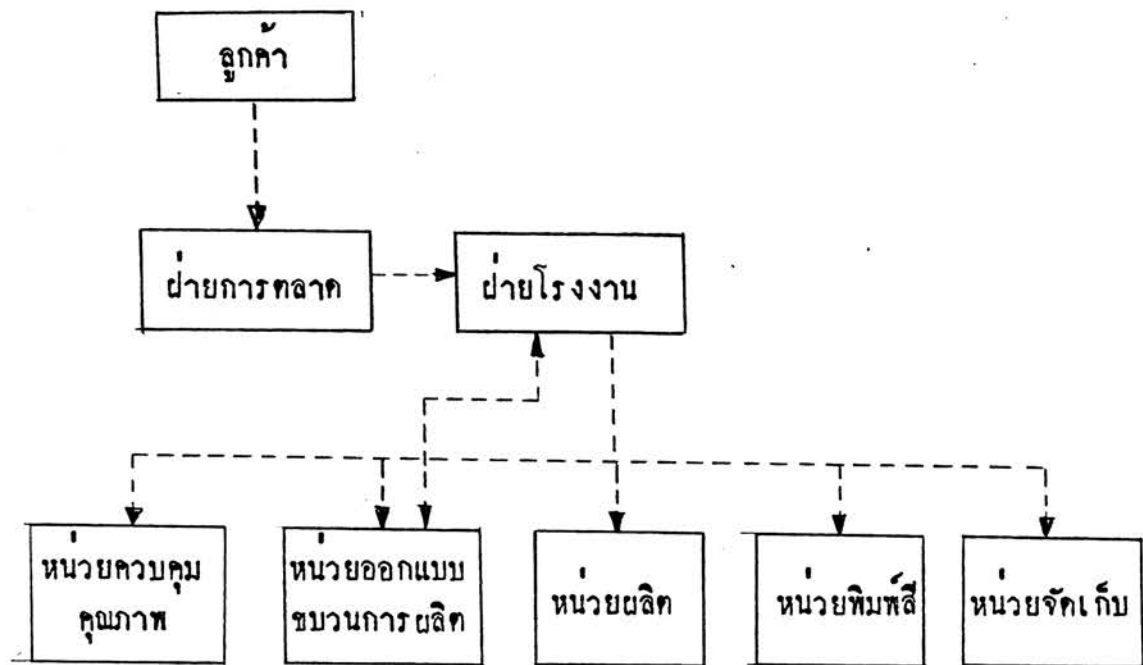 ลูกค้า
ฝ่ายการตลาด
ฝ่ายโรงงาน
หน่วยควบคุม
คุณภาพ
หน่วยออกแบบ
ขบวนการผลิต
หน่วยผลิต
หน่วยพิมพ์สี
หน่วยจัดเก็บ